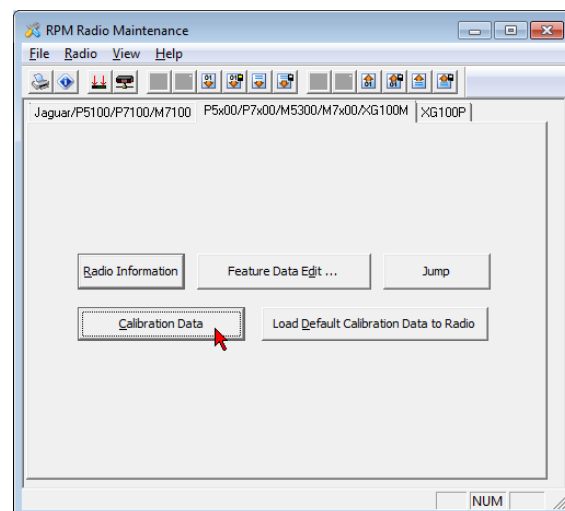 RPM Radio Maintenance
File Radio View Help
Jaguar/P5100/P7100/M7100 P5x00/P7x00/M5300/M7x00/XG100M XG100P
Radio Information Feature Data Edit ... Jump
Calibration Data Load Default Calibration Data to Radio
NUM